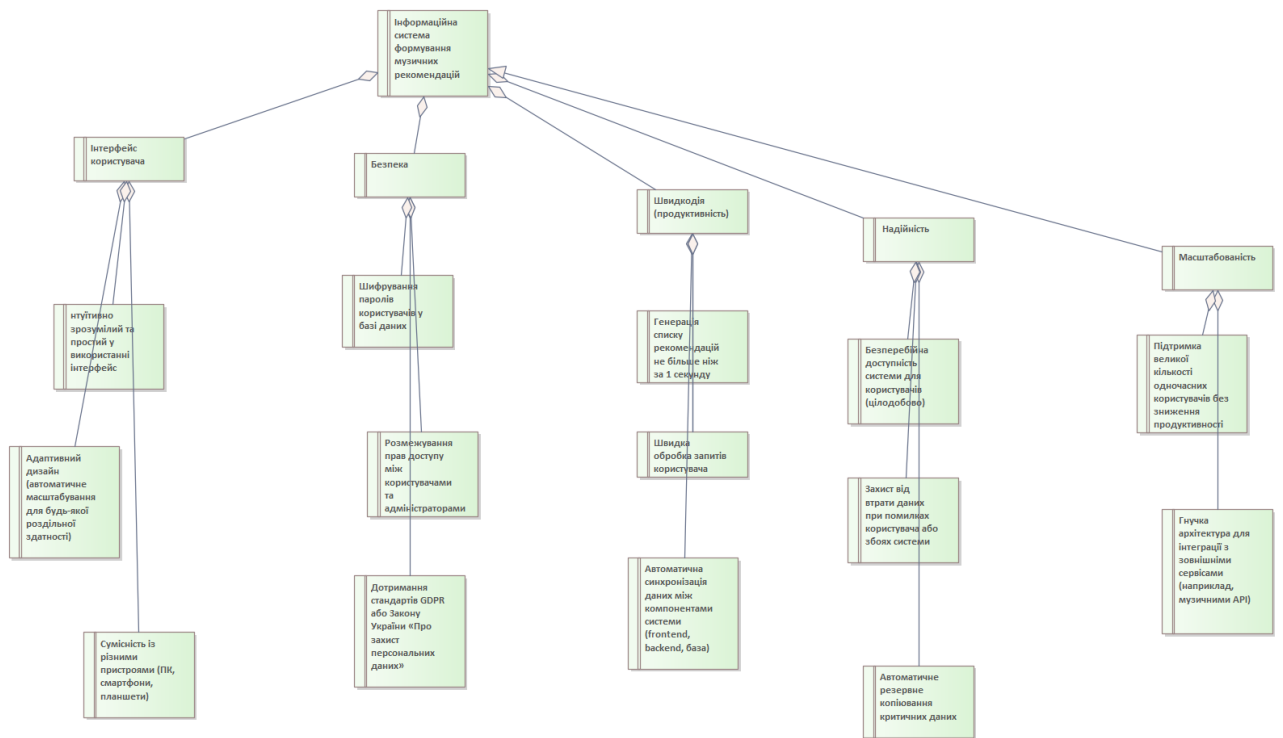 Інформаційна
система
формування
музичних
рекомендацій
Інтерфейс
користувача
Безпека
Швидкодія
(продуктивність)
Надійність
Масштабованість
нтуїтивно
зрозумілий та
простий у
використанні
інтерфейс
Адаптивний
дизайн
(автоматичне
масштабування
для будь-якої
роздільної
здатності)
Сумісність із
різними
пристроями (ПК,
смартфони,
планшети)
Шифрування
паролів
користувачів у
базі даних
Розмежування
прав доступу
між
користувачами
та
адміністраторами
Дотримання
стандартів GDPR
або Закону
України «Про
захист
персональних
даних»
Генерація
списку
рекомендацій
не більше ніж
за 1 секунду
Швидка
обробка запитів
користувача
Автоматична
синхронізація
даних між
компонентами
системи
(frontend,
backend, база)
Безперебійна
доступність
системи для
користувачів
(цілодобово)
Захист від
втрати даних
при помилках
користувача або
збоях системи
Автоматичне
резервне
копіювання
критичних даних
Підтримка
великої
кількості
одночасних
користувачів без
зниження
продуктивності
Гнучка
архітектура для
інтеграції з
зовнішніми
сервісами
(наприклад,
музичними API)